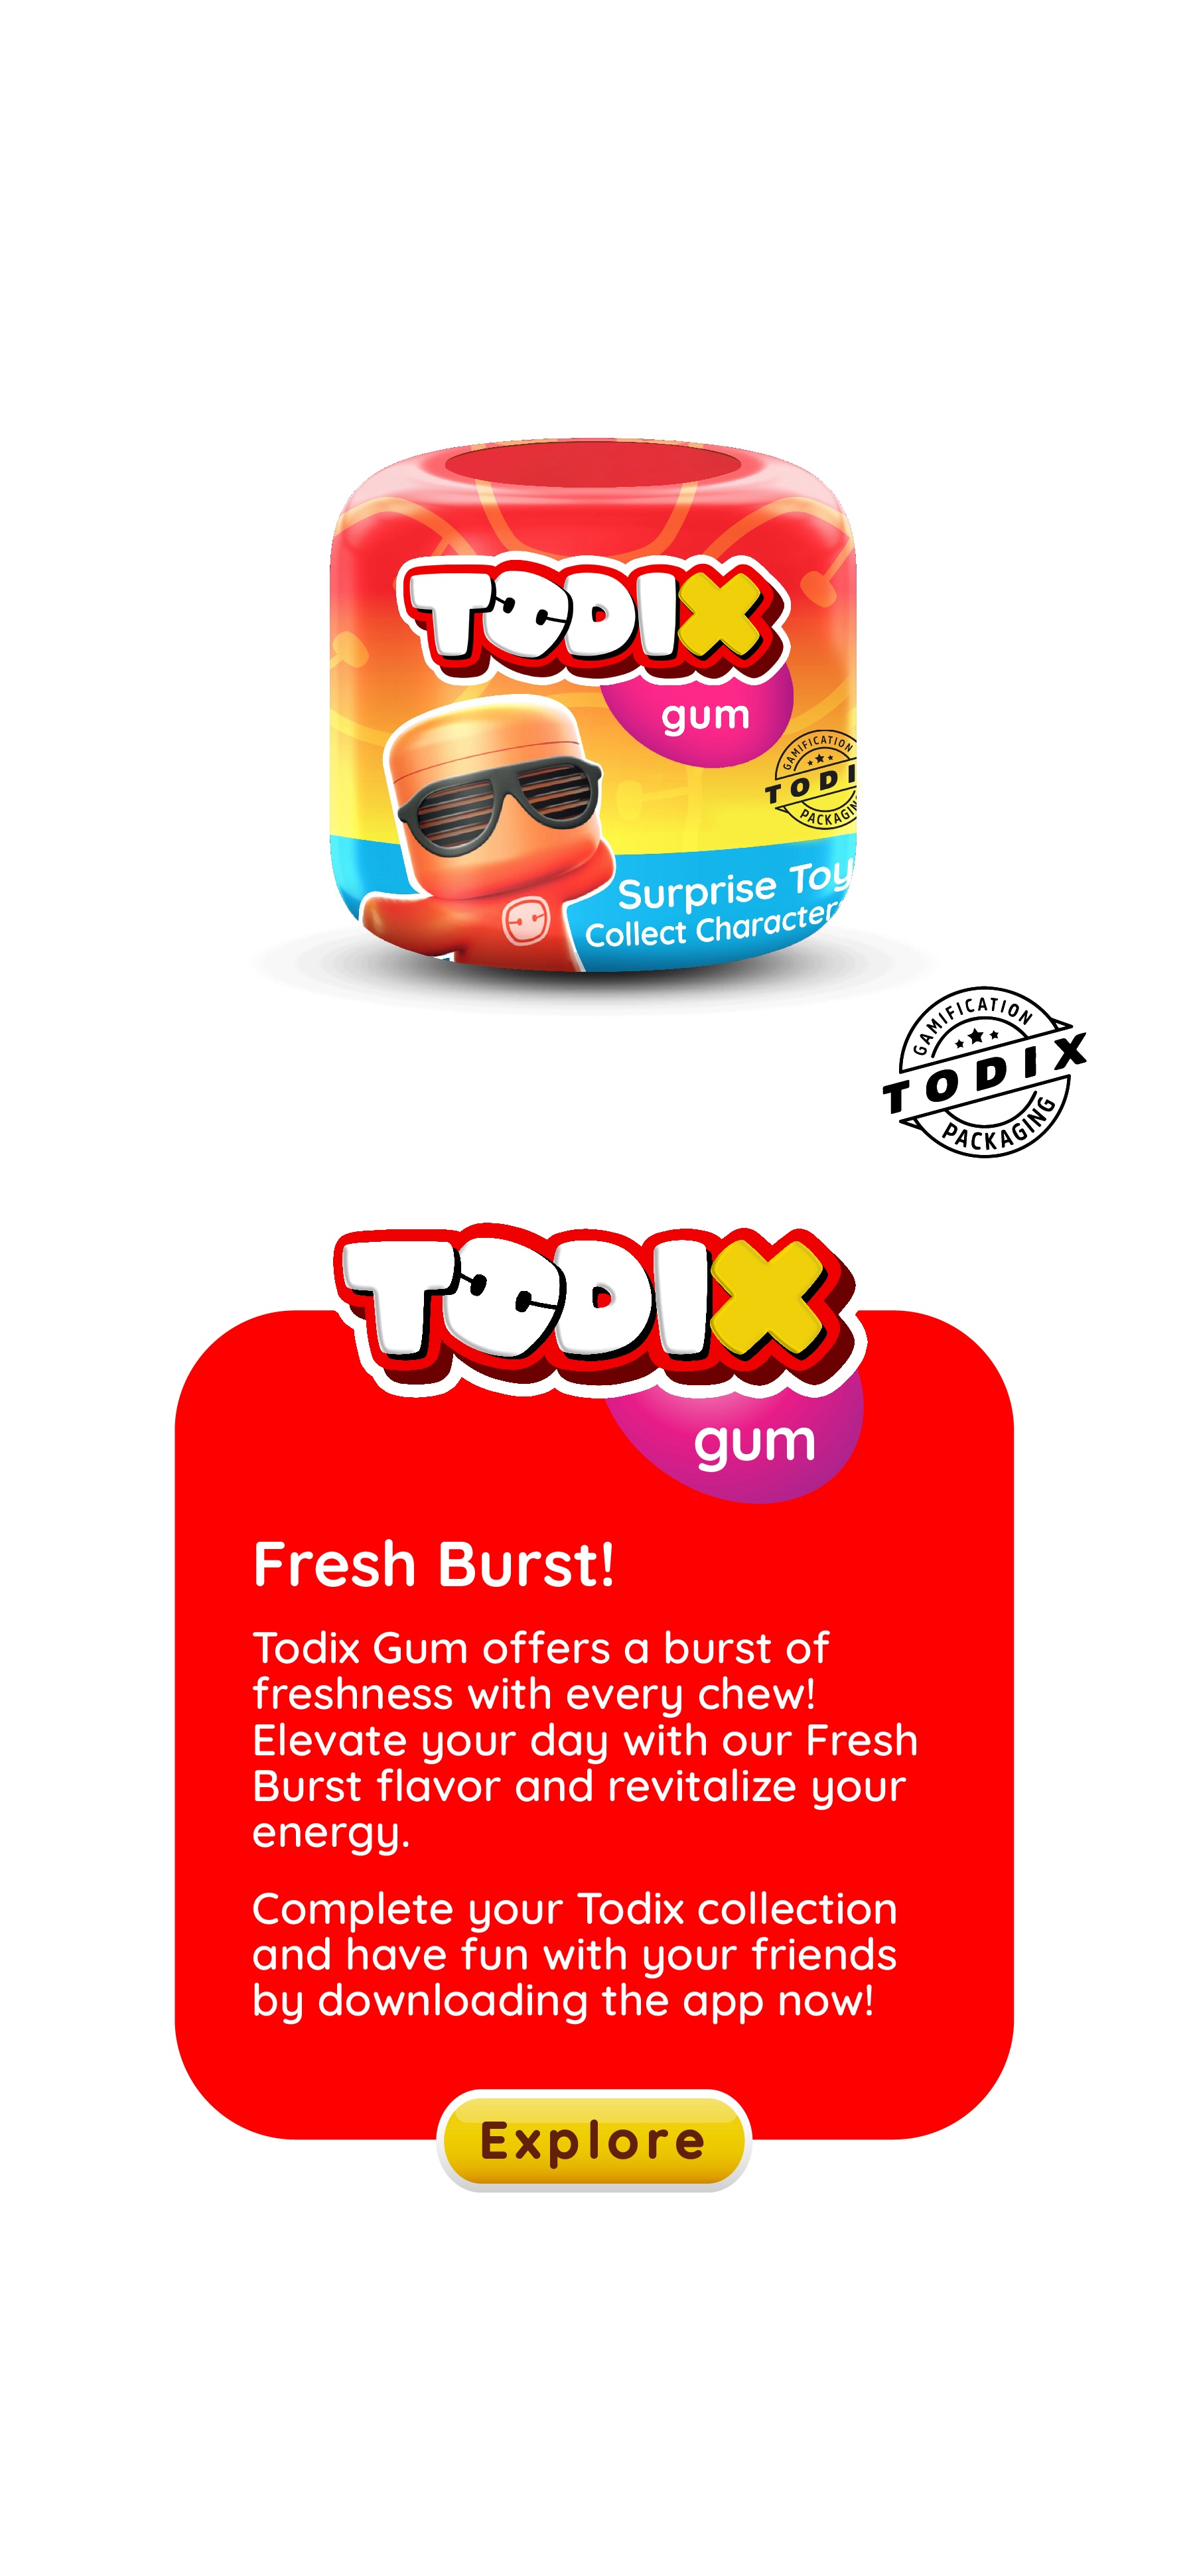 TODIX
gum
GAMIFICATION
TODI
PACKAGIN
Surprise Toy
Collect Character
GAMIFICATION
TODIX
PACKAGING
TODIX
gum
Fresh Burst!
Todix Gum offers a burst of
freshness with every chew!
Elevate your day with our Fresh
Burst flavor and revitalize your
energy.
Complete your Todix collection
and have fun with your friends
by downloading the app now!
Explore